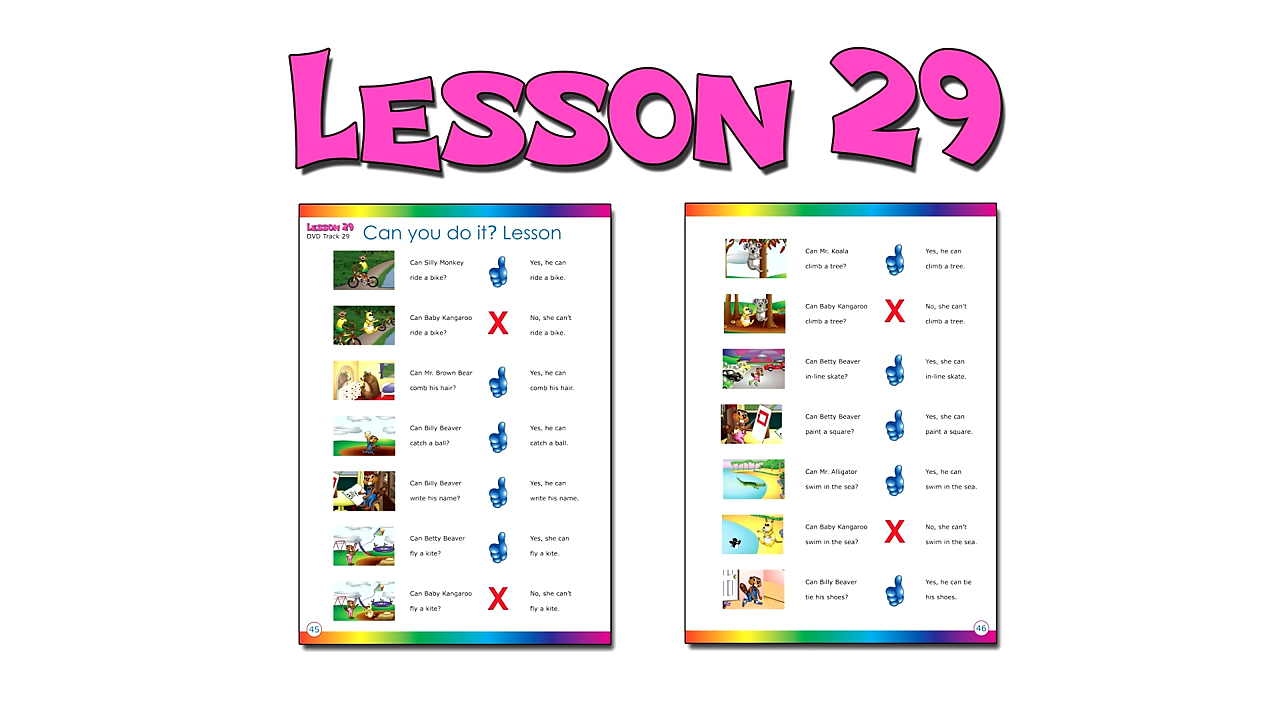 LESSON 29
LESSON 29
DVD Track 29
Can you do it? Lesson
Can Silly Monkey
ride a bike?
Yes, he can
ride a bike.
Can Baby Kangaroo
ride a bike?
X
No, she can't
ride a bike.
Can Mr. Brown Bear
comb his hair?
Yes, he can
comb his hair.
Can Billy Beaver
catch a ball?
Yes, he can
catch a ball.
Can Billy Beaver
write his name?
Yes, he can
write his name.
Can Betty Beaver
fly a kite?
Yes, she can
fly a kite.
Can Baby Kangaroo
fly a kite?
X
No, she can't
fly a kite.
45
Can Mr. Koala
climb a tree?
Yes, he can
climb a tree.
Can Baby Kangaroo
climb a tree?
X
No, she can't
climb a tree.
Can Betty Beaver
in-line skate?
Yes, she can
in-line skate.
Can Betty Beaver
paint a square?
Yes, she can
paint a square.
Can Mr. Alligator
swim in the sea?
Yes, he can
swim in the sea.
Can Baby Kangaroo
swim in the sea?
X
No, she can't
swim in the sea.
Can Billy Beaver
tie his shoes?
Yes, he can tie
his shoes.
46